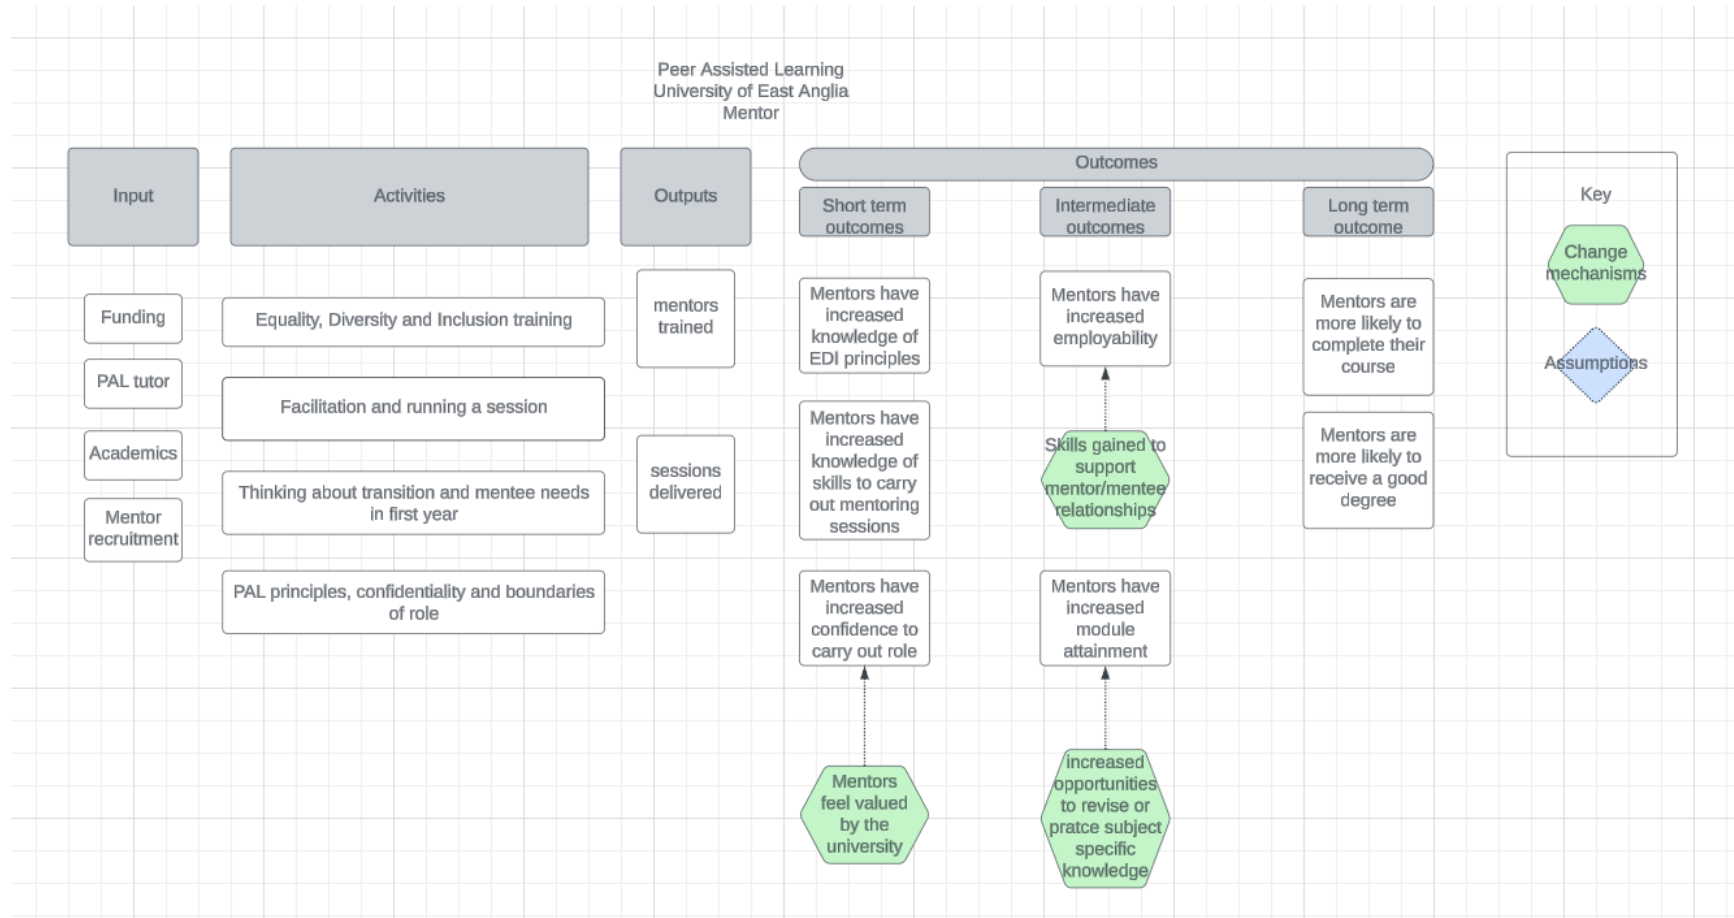 Peer Assisted Learning
University of East Anglia
Mentor
Input
Activities
Outputs
Outcomes
Short term
outcomes
Intermediate
outcomes
Long term
outcome
Key
Change
mechanisms
Assumptions
Funding
PAL tutor
Academics
Mentor
recruitment
Equality, Diversity and Inclusion training
Facilitation and running a session
Thinking about transition and mentee needs
in first year
PAL principles, confidentiality and boundaries
of role
mentors
trained
sessions
delivered
Mentors have
increased
knowledge of
EDI principles
Mentors have
increased
knowledge of
skills to carry
out mentoring
sessions
Mentors have
increased
confidence to
carry out role
Mentors
feel valued
by the
university
Mentors have
increased
employability
Skills gained to
support
mentor/mentee
relationships
Mentors have
increased
module
attainment
increased
opportunities
to revise or
pratce subject
specific
knowledge
Mentors are
more likely to
complete their
course
Mentors are
more likely to
receive a good
degree